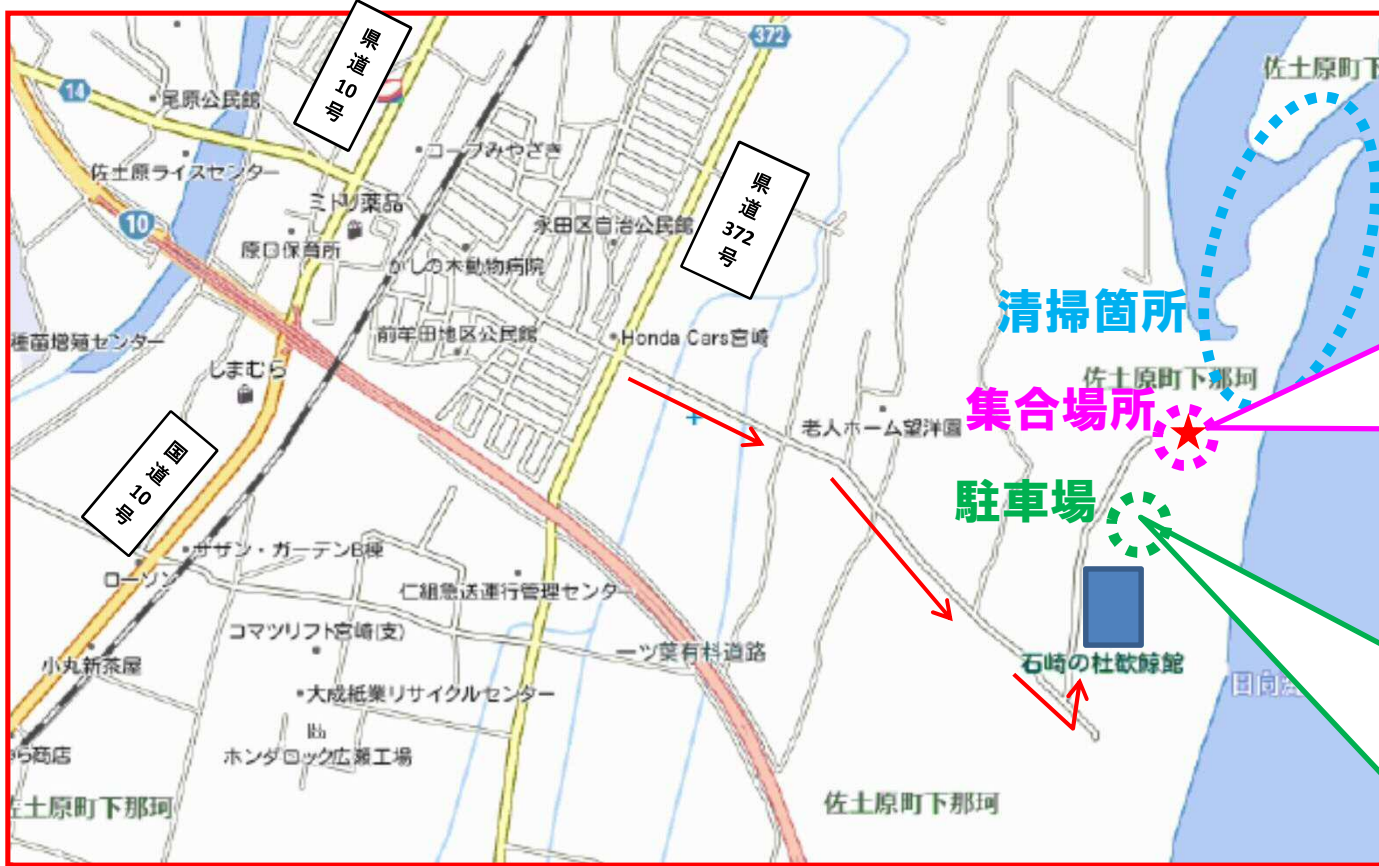 県道10号
372
佐土原町下
14
尾原公民館
コープみやざき
佐土原ライスセンター
県道372号
ミドリ薬品
10
永田区自治公民館
原口保育所
かしの木動物病院
清掃箇所
種苗増殖センター
前牟田地区公民館
Honda Cars宮崎
しまむら
佐土原町下那珂
集合場所
老人ホーム望洋園
国道10号
駐車場
サザン・ガーデンB棟
ローソン
仁組急送運行管理センター
コマツリフト宮崎(支)
一ツ葉有料道路
小丸新茶屋
石崎の杜歓鯨館
日向
大成紙業リサイクルセンター
ホンダロック広瀬工場
ら商店
佐土原町下那珂
佐土原町下那珂